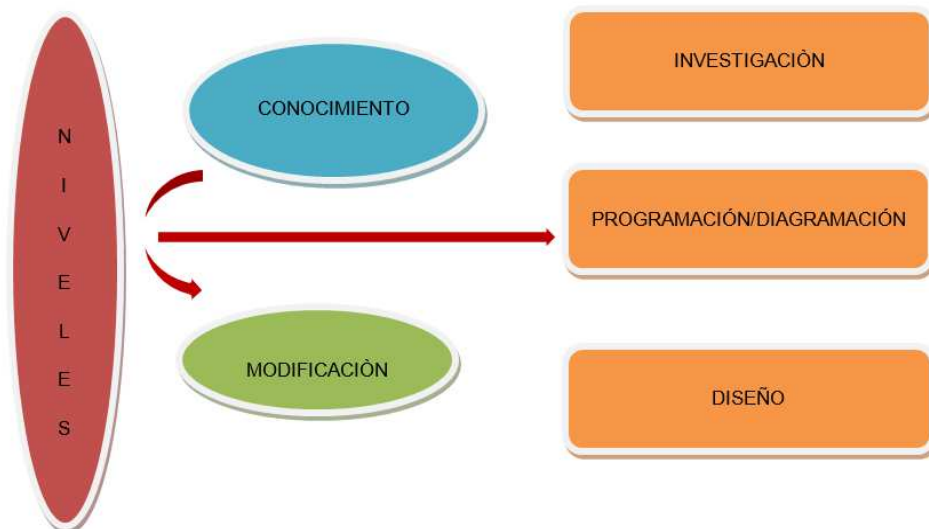 N
I
V
E
L
E
S
CONOCIMIENTO
MODIFICACIÒN
INVESTIGACIÒN
PROGRAMACIÓN/DIAGRAMACIÓN
DISEÑO